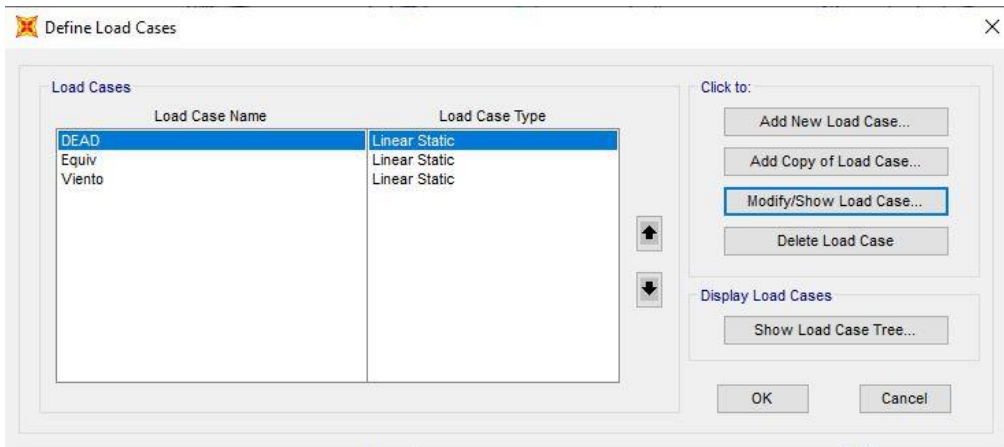 Define Load Cases
Load Cases
Load Case Name Load Case Type
DEAD Linear Static
Equiv Linear Static
Viento Linear Static
Click to:
Add New Load Case...
Add Copy of Load Case...
Modify/Show Load Case...
Delete Load Case
Display Load Cases
Show Load Case Tree...
OK Cancel